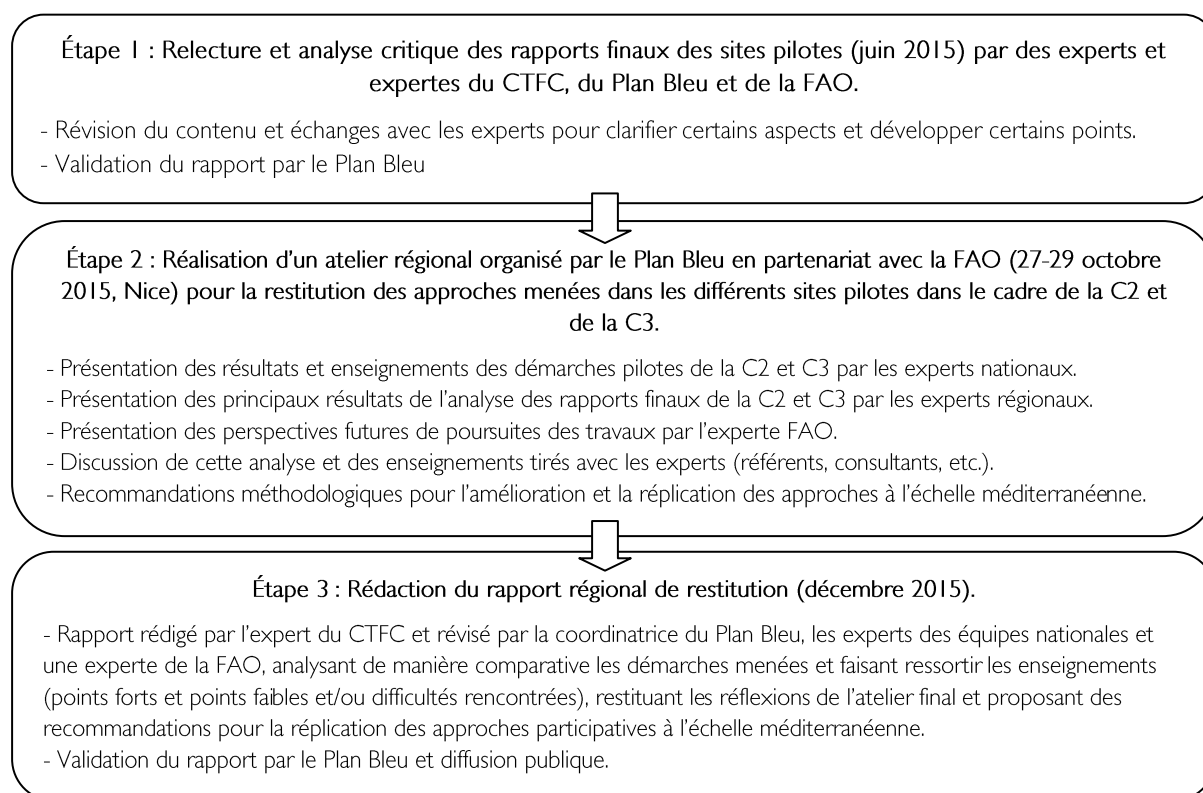 Étape 1 : Relecture et analyse critique des rapports finaux des sites pilotes (juin 2015) par des experts et
expertes du CTFC, du Plan Bleu et de la FAO.
- Révision du contenu et échanges avec les experts pour clarifier certains aspects et développer certains points.
- Validation du rapport par le Plan Bleu
Étape 2 : Réalisation d'un atelier régional organisé par le Plan Bleu en partenariat avec la FAO (27-29 octobre
2015, Nice) pour la restitution des approches menées dans les différents sites pilotes dans le cadre de la C2 et
de la C3.
- Présentation des résultats et enseignements des démarches pilotes de la C2 et C3 par les experts nationaux.
- Présentation des principaux résultats de l'analyse des rapports finaux de la C2 et C3 par les experts régionaux.
- Présentation des perspectives futures de poursuites des travaux par l'experte FAO.
- Discussion de cette analyse et des enseignements tirés avec les experts (référents, consultants, etc.).
- Recommandations méthodologiques pour l'amélioration et la réplication des approches à l'échelle méditerranéenne.
Étape 3 : Rédaction du rapport régional de restitution (décembre 2015).
- Rapport rédigé par l'expert du CTFC et révisé par la coordinatrice du Plan Bleu, les experts des équipes nationales et
une experte de la FAO, analysant de manière comparative les démarches menées et faisant ressortir les enseignements
(points forts et points faibles et/ou difficultés rencontrées), restituant les réflexions de l'atelier final et proposant des
recommandations pour la réplication des approches participatives à l'échelle méditerranéenne.
- Validation du rapport par le Plan Bleu et diffusion publique.